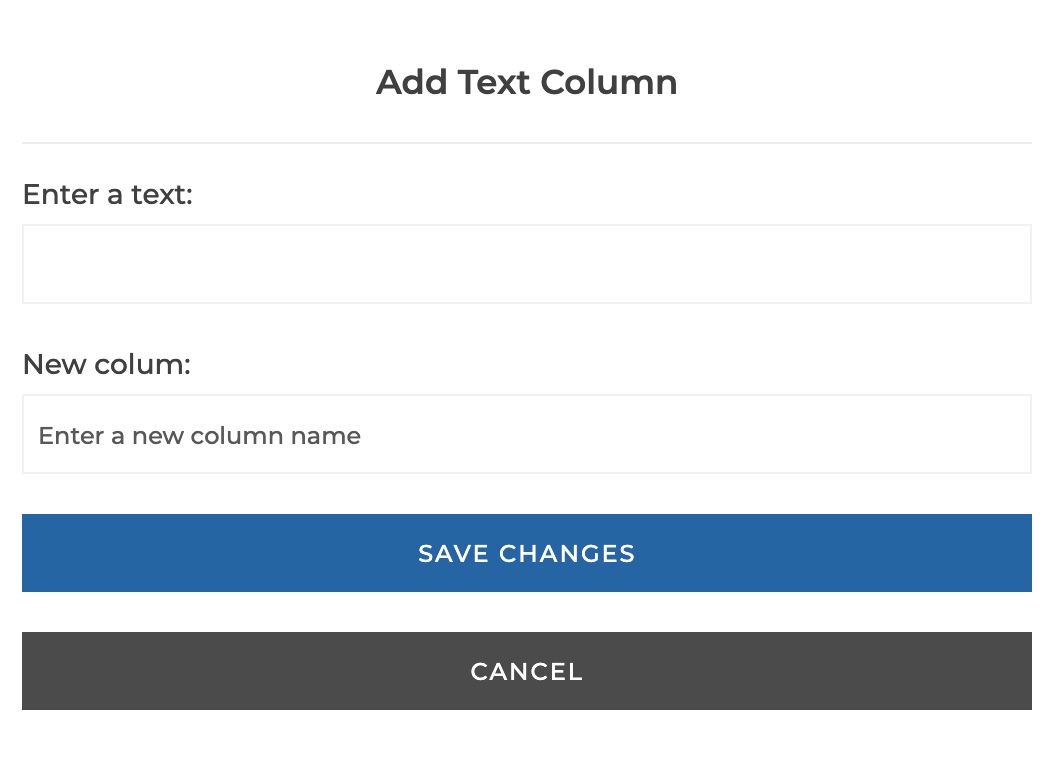 Add Text Column
Enter a text:
New colum:
Enter a new column name
SAVE CHANGES
CANCEL